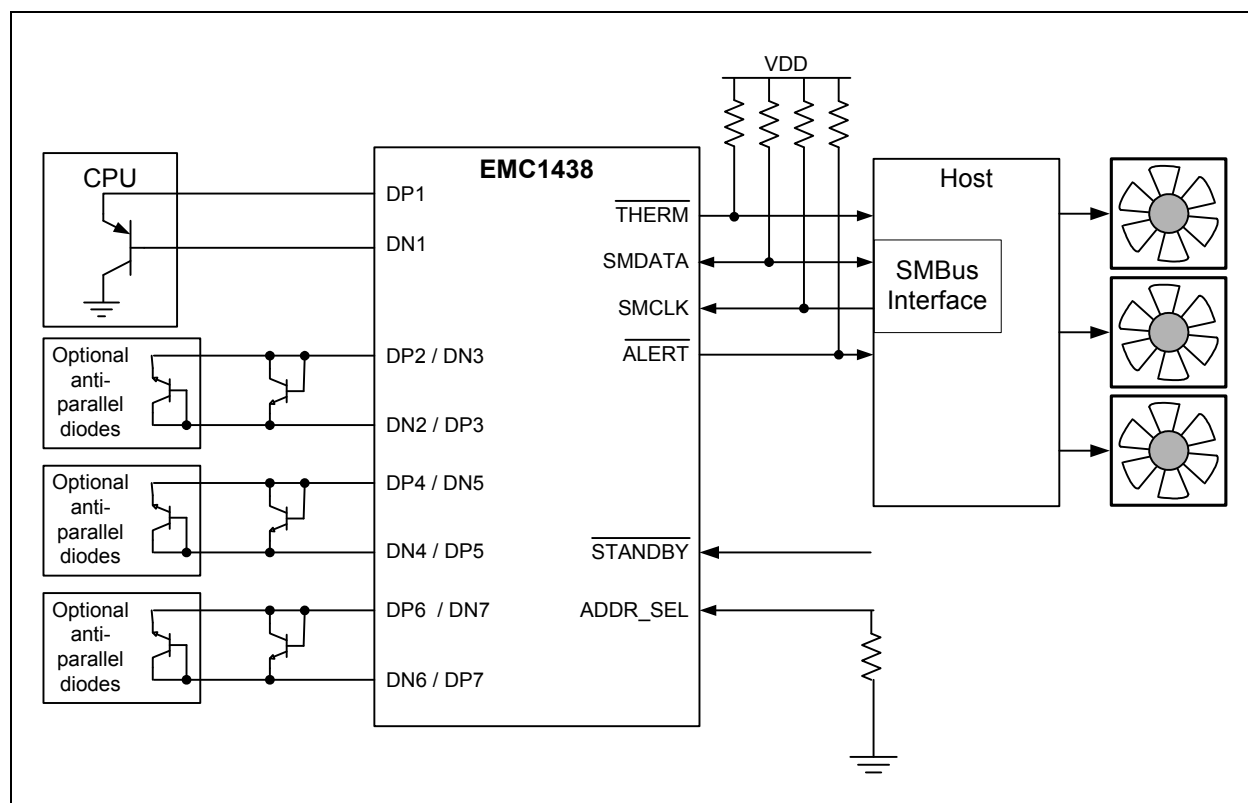 VDD
CPU
EMC1438
Host
DP1
DN1
THERM
SMDATA
SMCLK
ALERT
SMBus
Interface
Optional
anti-
parallel
diodes
DP2 / DN3
DN2 / DP3
Optional
anti-
parallel
diodes
DP4 / DN5
DN4 / DP5
STANDBY
Optional
anti-
parallel
diodes
DP6 / DN7
DN6 / DP7
ADDR_SEL